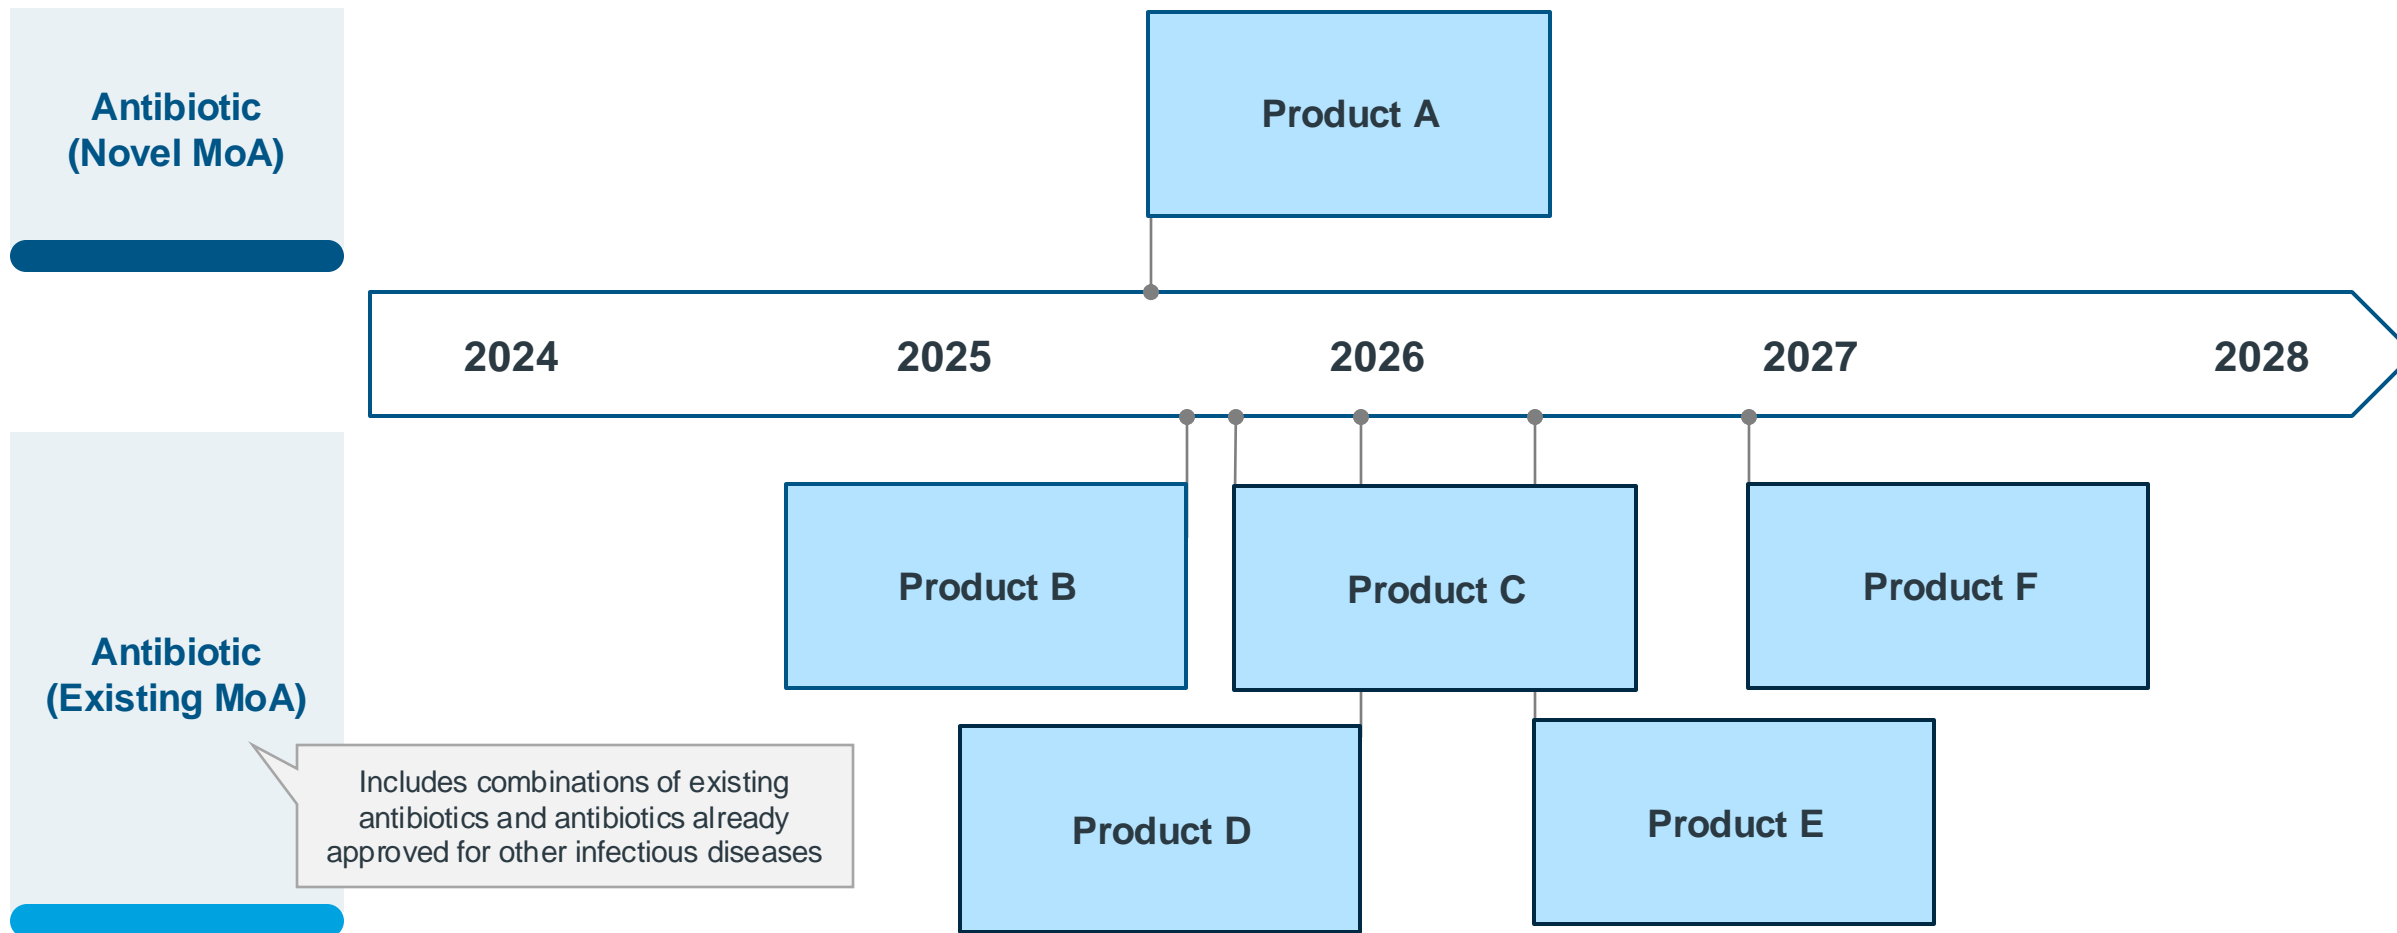 Antibiotic
(Novel MoA)
Product A
2024
2025
2026
2027
2028
Antibiotic
(Existing MoA)
Includes combinations of existing
antibiotics and antibiotics already
approved for other infectious diseases
Product B
Product C
Product F
Product D
Product E